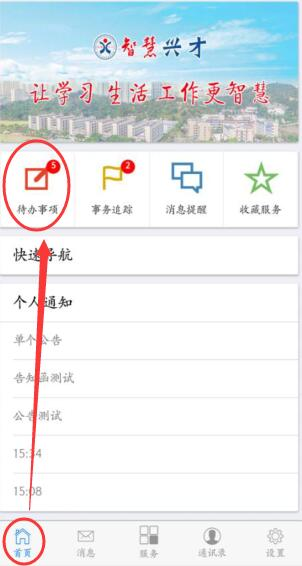 智慧兴才
让学习生活工作更智慧
5
2
待办事项
事务追踪
消息提醒
收藏服务
快速导航
个人通知
单个公告
告知函测试
公告测试
15:34
15:08
首页
消息
服务
通讯录
设置